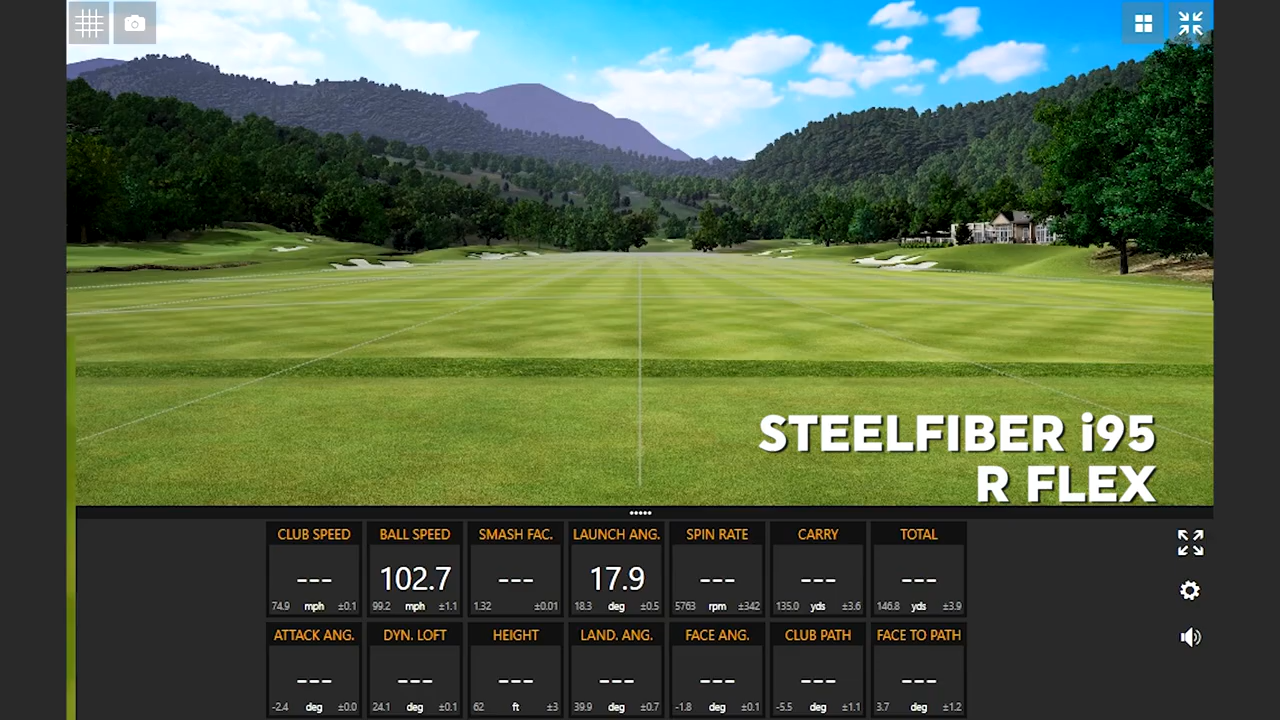 STEELFIBER i95
R FLEX
CLUB SPEED BALL SPEED SMASH FAC. LAUNCH ANG. SPIN RATE CARRY TOTAL
--- 102.7 --- 17.9 --- --- ---
74.9 mph ±0.1 99.2 mph ±1.1 1.32 ±0.01 18.3 deg ±0.5 5763 rpm ±342 135.0 yds ±3.6 146.8 yds ±3.9
ATTACK ANG. DYN. LOFT HEIGHT LAND. ANG. FACE ANG. CLUB PATH FACE TO PATH
--- --- --- --- --- --- ---
-2.4 deg ±0.0 24.1 deg ±0.1 62 ft ±3 39.9 deg ±0.7 -1.8 deg ±0.1 -5.5 deg ±1.1 3.7 deg ±1.2